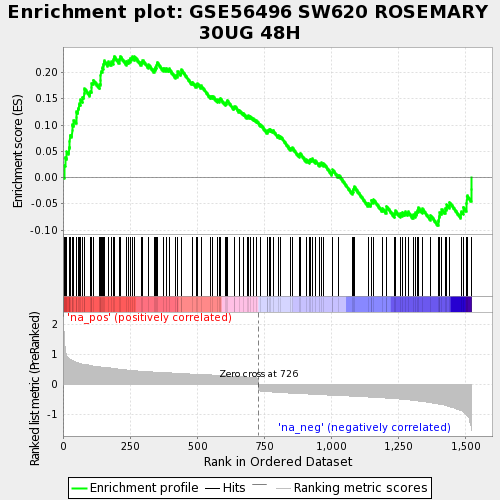 Enrichment plot: GSE56496 SW620 ROSEMARY
30UG 48H
Enrichment score (ES)
0.20
0.15
0.10
0.05
0.00
-0.05
-0.10
Ranked list metric (PreRanked)
2
1
0
-1
'na_pos' (positively correlated)
Zero cross at 726
'na_neg' (negatively correlated)
0
250
500
750
1,000
1,250
1,500
Rank in Ordered Dataset
Enrichment profile
Hits
Ranking metric scores